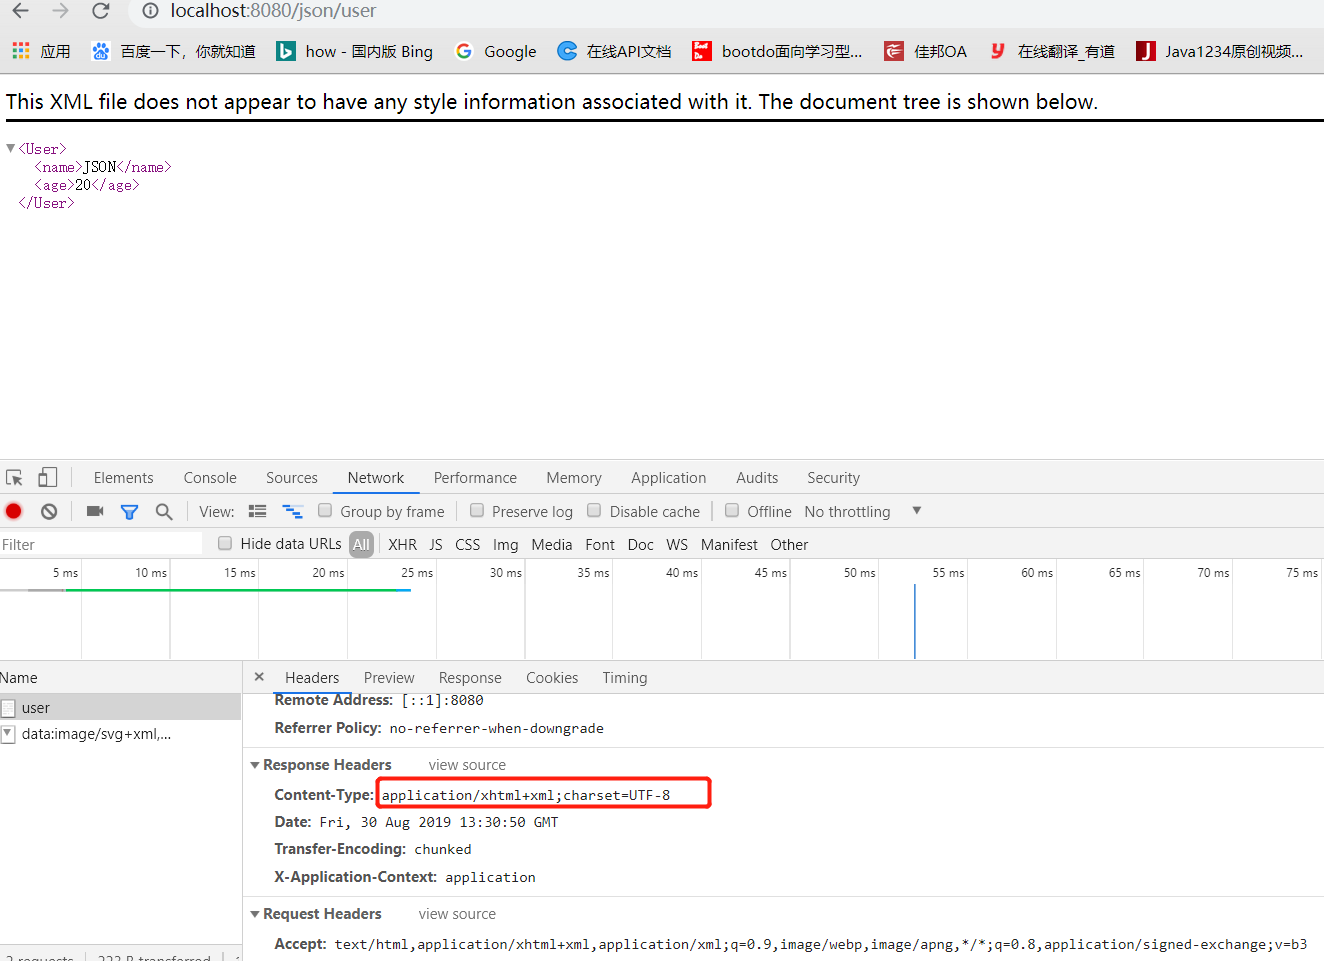 localhost:8080/json/user
应用 百度一下，你就知道 how - 国内版 Bing Google 在线API文档 bootdo面向学习型... 佳邦OA 在线翻译_有道 Java1234原创视频...
This XML file does not appear to have any style information associated with it. The document tree is shown below.
▼<User>
<name>JSON</name>
<age>20</age>
</User>
Elements Console Sources Network Performance Memory Application Audits Security
View: Group by frame Preserve log Disable cache Offline No throttling ▼
Filter Hide data URLs All XHR JS CSS Img Media Font Doc WS Manifest Other
5 ms 10 ms 15 ms 20 ms 25 ms 30 ms 35 ms 40 ms 45 ms 50 ms 55 ms 60 ms 65 ms 70 ms 75 ms
Name × Headers Preview Response Cookies Timing
user
data:image/svg+xml,...
Remote Address: [::1]:8080
Referrer Policy: no-referrer-when-downgrade
▼Response Headers view source
Content-Type: application/xhtml+xml;charset=UTF-8
Date: Fri, 30 Aug 2019 13:30:50 GMT
Transfer-Encoding: chunked
X-Application-Context: application
▼Request Headers view source
Accept: text/html,application/xhtml+xml,application/xml;q=0.9,image/webp,image/apng,*/*;q=0.8,application/signed-exchange;v=b3
2 requests 223 B transferred